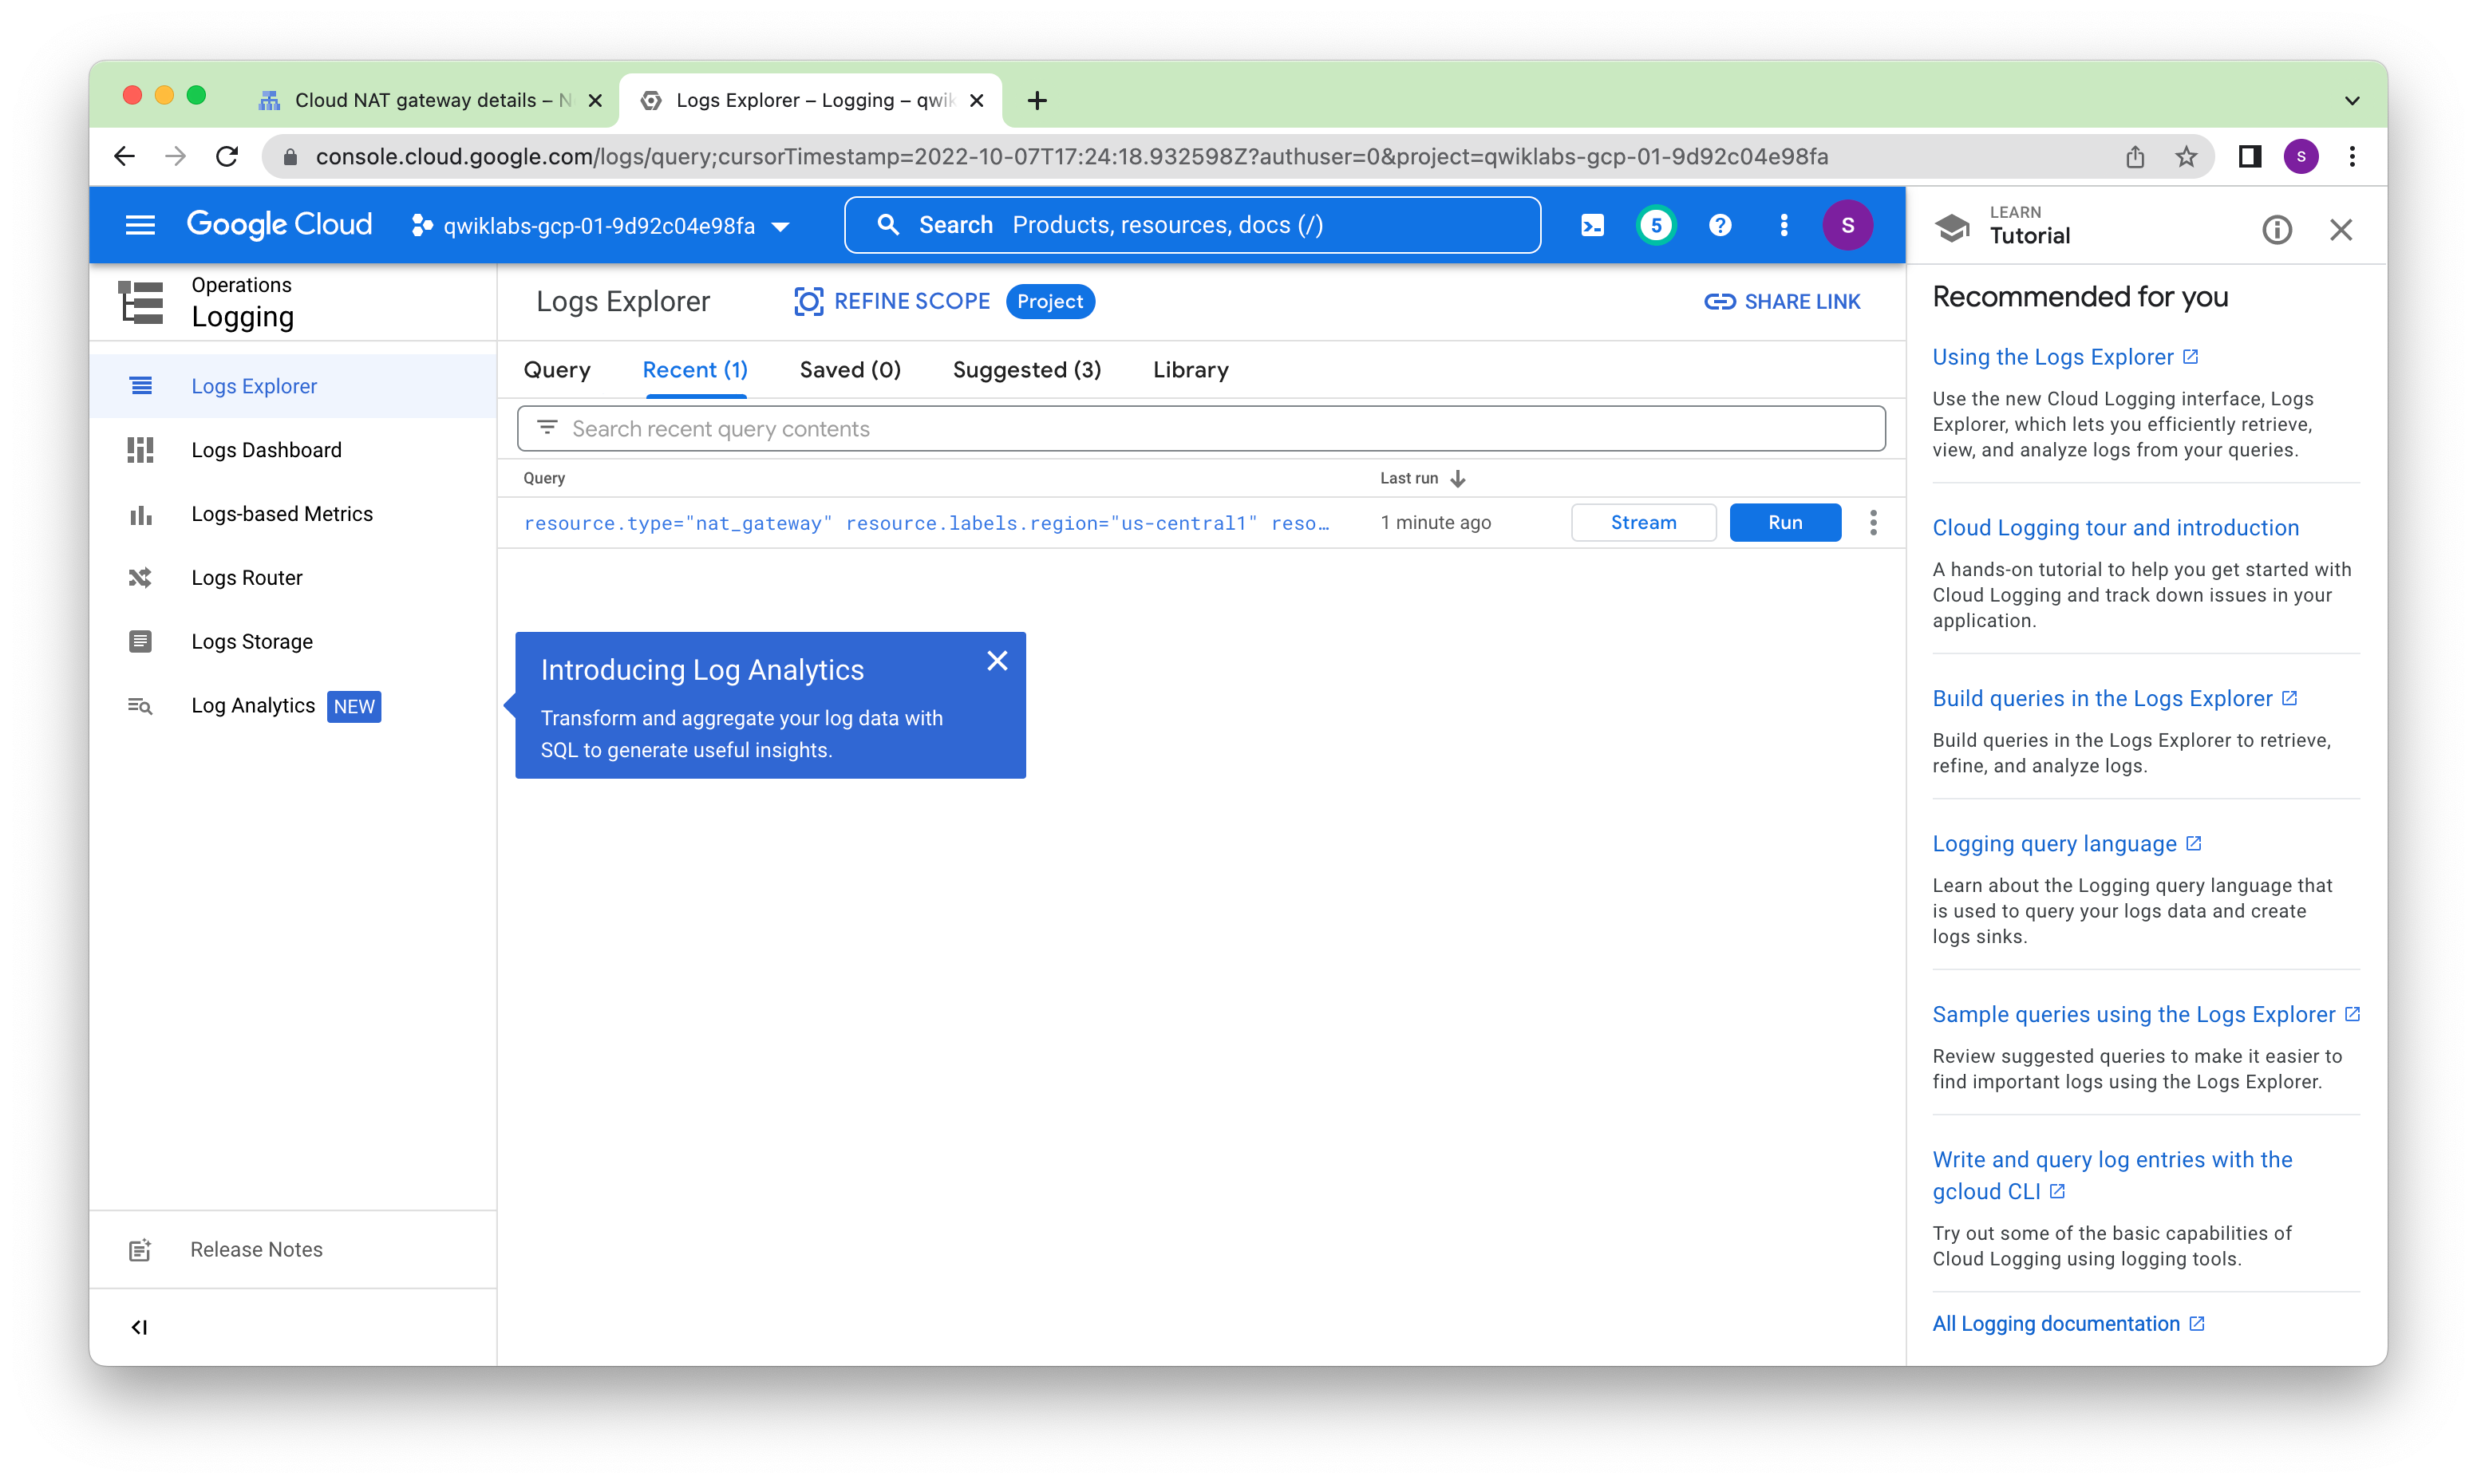 Cloud NAT gateway details – N
Logs Explorer – Logging – qwik
console.cloud.google.com/logs/query;cursorTimestamp=2022-10-07T17:24:18.932598Z?authuser=0&project=qwiklabs-gcp-01-9d92c04e98fa
S
Google Cloud
qwiklabs-gcp-01-9d92c04e98fa
Search Products, resources, docs (/)
5
S
LEARN
Tutorial
Operations
Logging
Logs Explorer
Logs Dashboard
Logs-based Metrics
Logs Router
Logs Storage
Log Analytics NEW
Release Notes
Logs Explorer
REFINE SCOPE
Project
SHARE LINK
Query Recent (1) Saved (0) Suggested (3) Library
Search recent query contents
Query Last run
resource.type="nat_gateway" resource.labels.region="us-central1" reso… 1 minute ago Stream Run
Introducing Log Analytics
Transform and aggregate your log data with
SQL to generate useful insights.
Recommended for you
Using the Logs Explorer
Use the new Cloud Logging interface, Logs
Explorer, which lets you efficiently retrieve,
view, and analyze logs from your queries.
Cloud Logging tour and introduction
A hands-on tutorial to help you get started with
Cloud Logging and track down issues in your
application.
Build queries in the Logs Explorer
Build queries in the Logs Explorer to retrieve,
refine, and analyze logs.
Logging query language
Learn about the Logging query language that
is used to query your logs data and create
logs sinks.
Sample queries using the Logs Explorer
Review suggested queries to make it easier to
find important logs using the Logs Explorer.
Write and query log entries with the
gcloud CLI
Try out some of the basic capabilities of
Cloud Logging using logging tools.
All Logging documentation